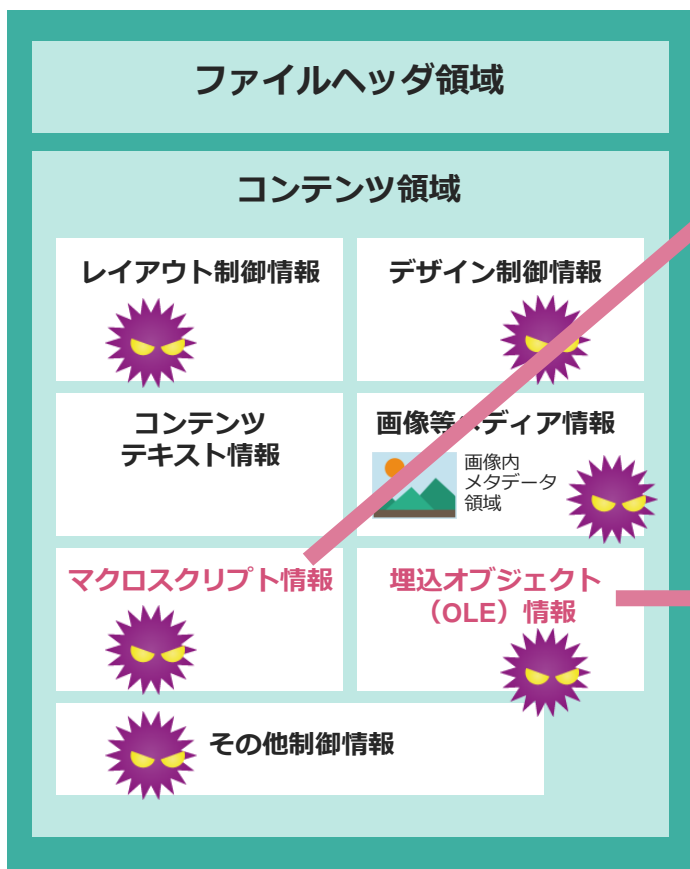 ファイルヘッダ領域
コンテンツ領域
レイアウト制御情報
デザイン制御情報
コンテンツ
テキスト情報
画像等メディア情報
画像内
メタデータ
領域
マクロスクリプト情報
埋込オブジェクト
（OLE）情報
その他制御情報